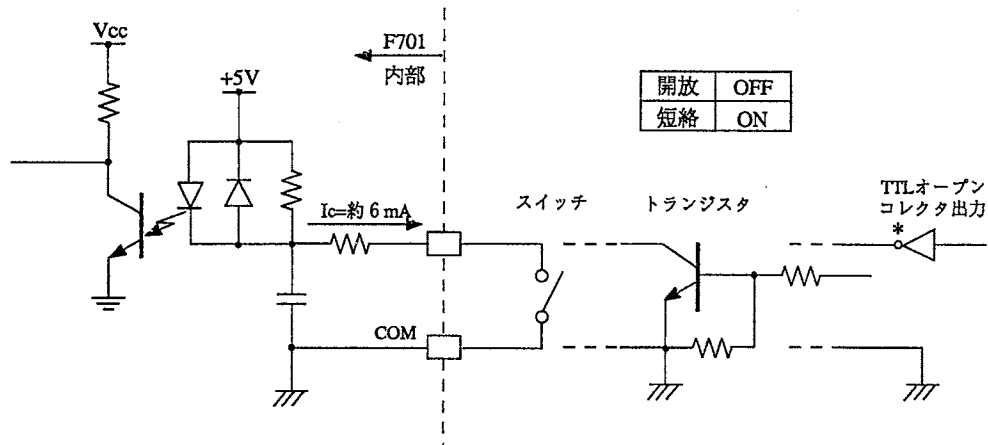 Vcc
+5V
F701
内部
開放 OFF
短絡 ON
Ic=約 6 mA
スイッチ
トランジスタ
TTLオープン
コレクタ出力
*
COM